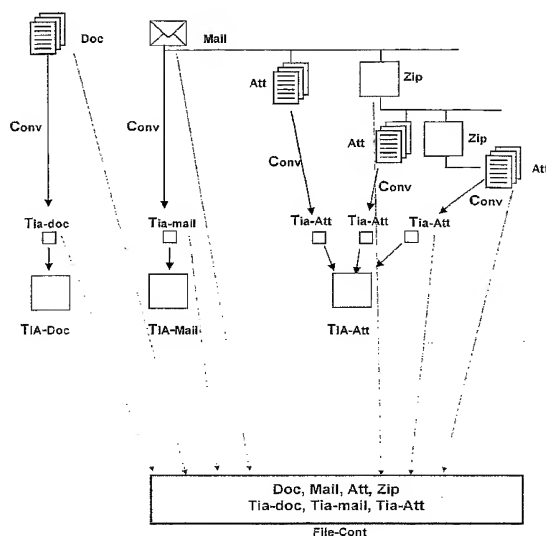 Doc
Mail
Att
Zip
Conv
Conv
Conv
Att
Zip
Att
Conv
Conv
Tia-doc
Tia-mail
Tia-Att
Tia-Att
Tia-Att
TIA-Doc
TIA-Mail
TIA-Att
Doc, Mail, Att, Zip
Tia-doc, Tia-mail, Tia-Att
File-Cont